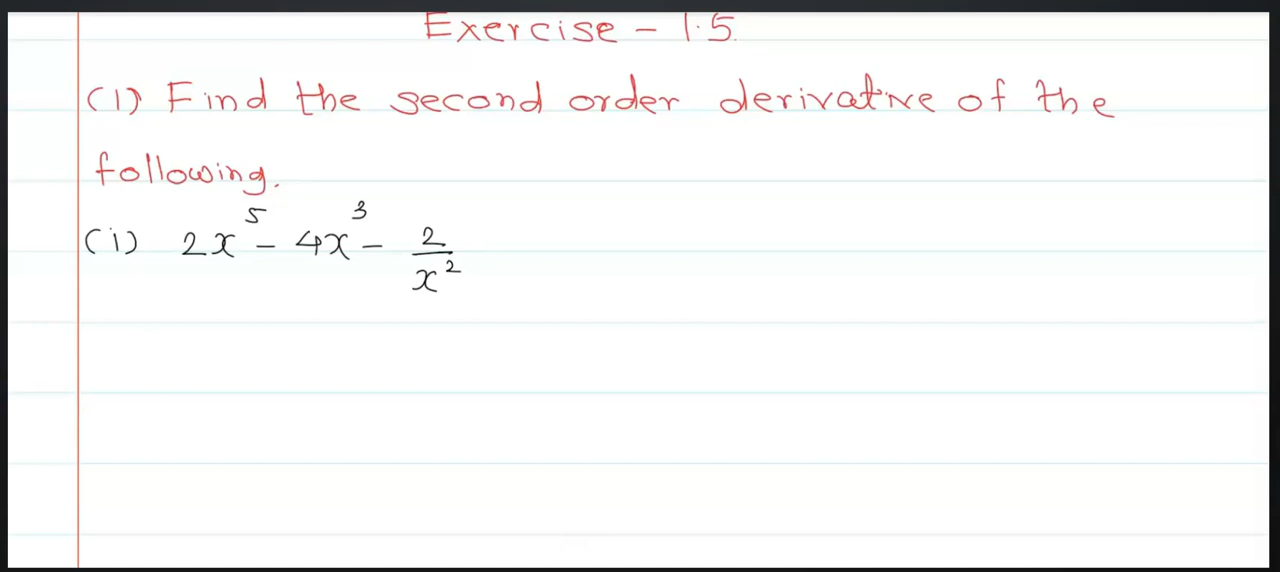 Exercise - 1.5
(1) Find the second order derivative of the
following.
(i) 2x⁵ - 4x³ - 2/x²